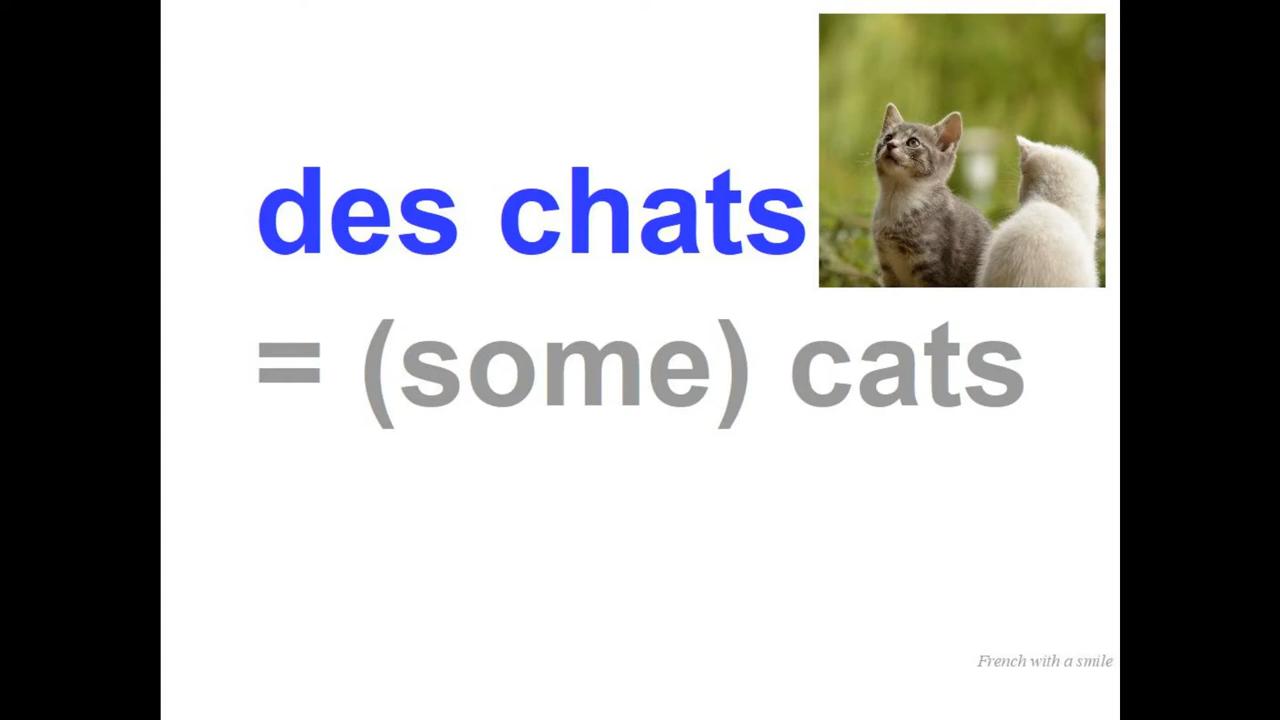 des chats
= (some) cats
French with a smile